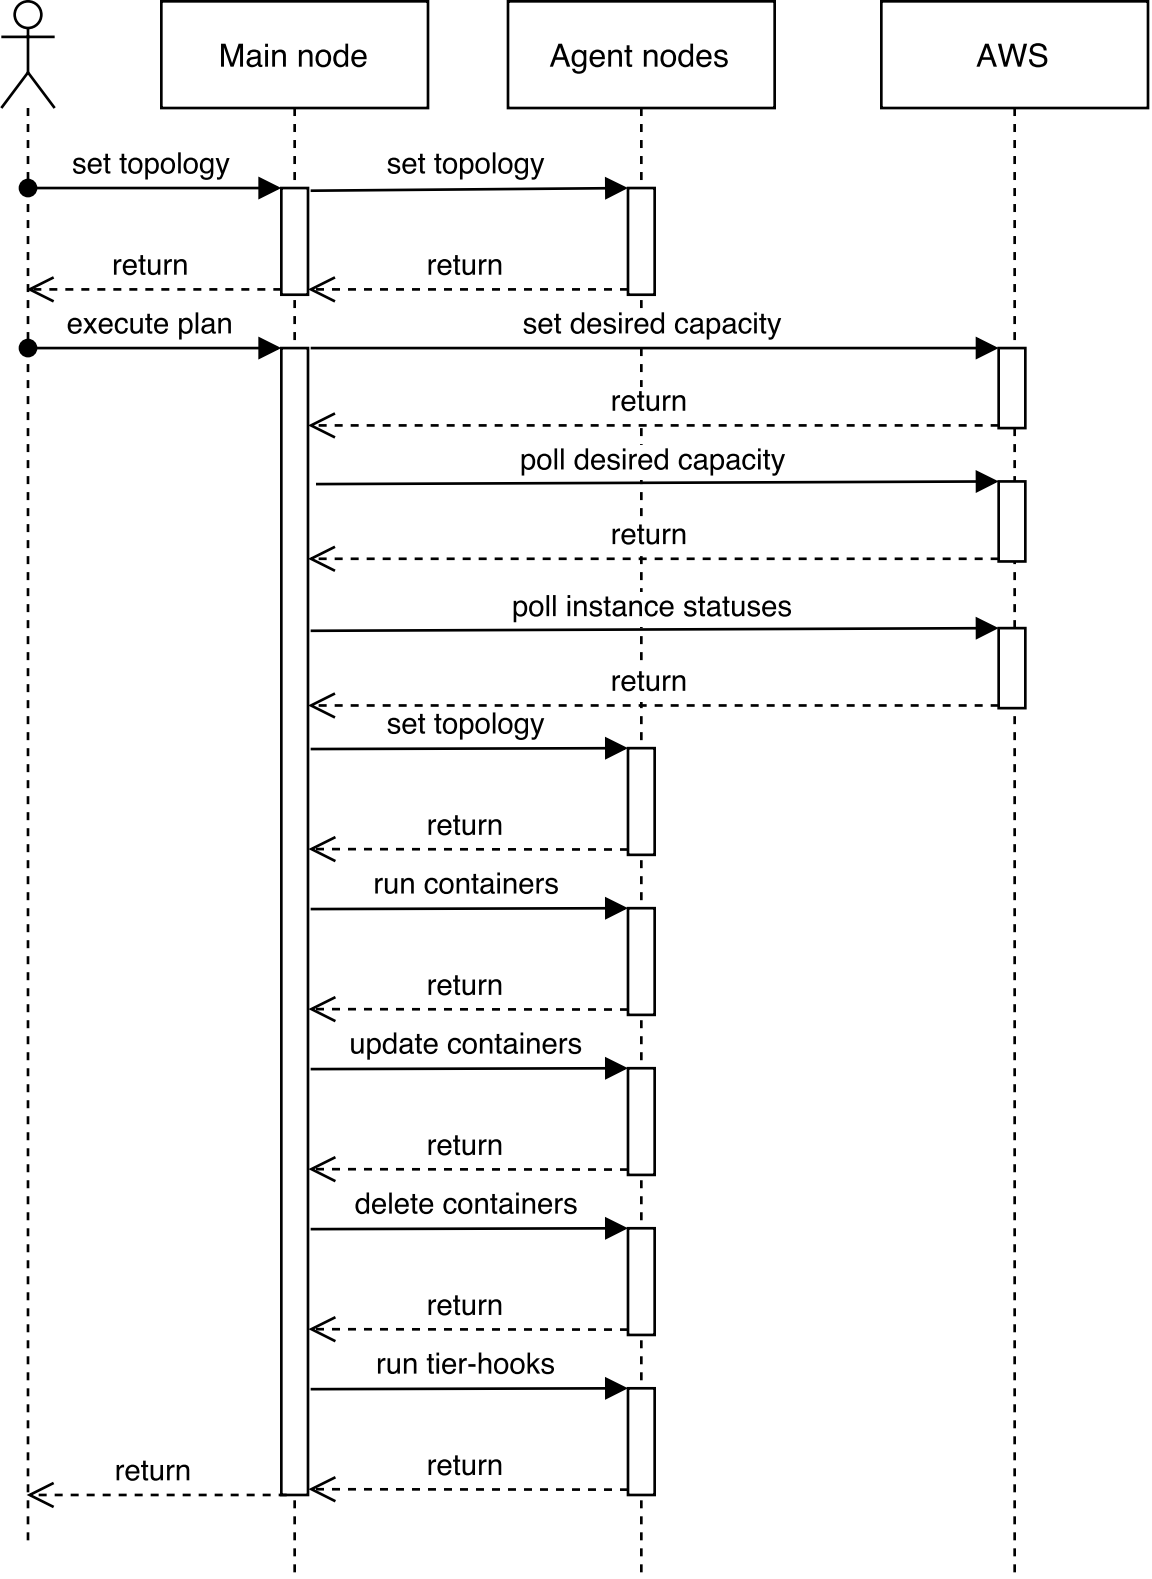 Main node
Agent nodes
AWS
set topology
set topology
return
return
execute plan
set desired capacity
return
poll desired capacity
return
poll instance statuses
return
set topology
return
run containers
return
update containers
return
delete containers
return
run tier-hooks
return
return